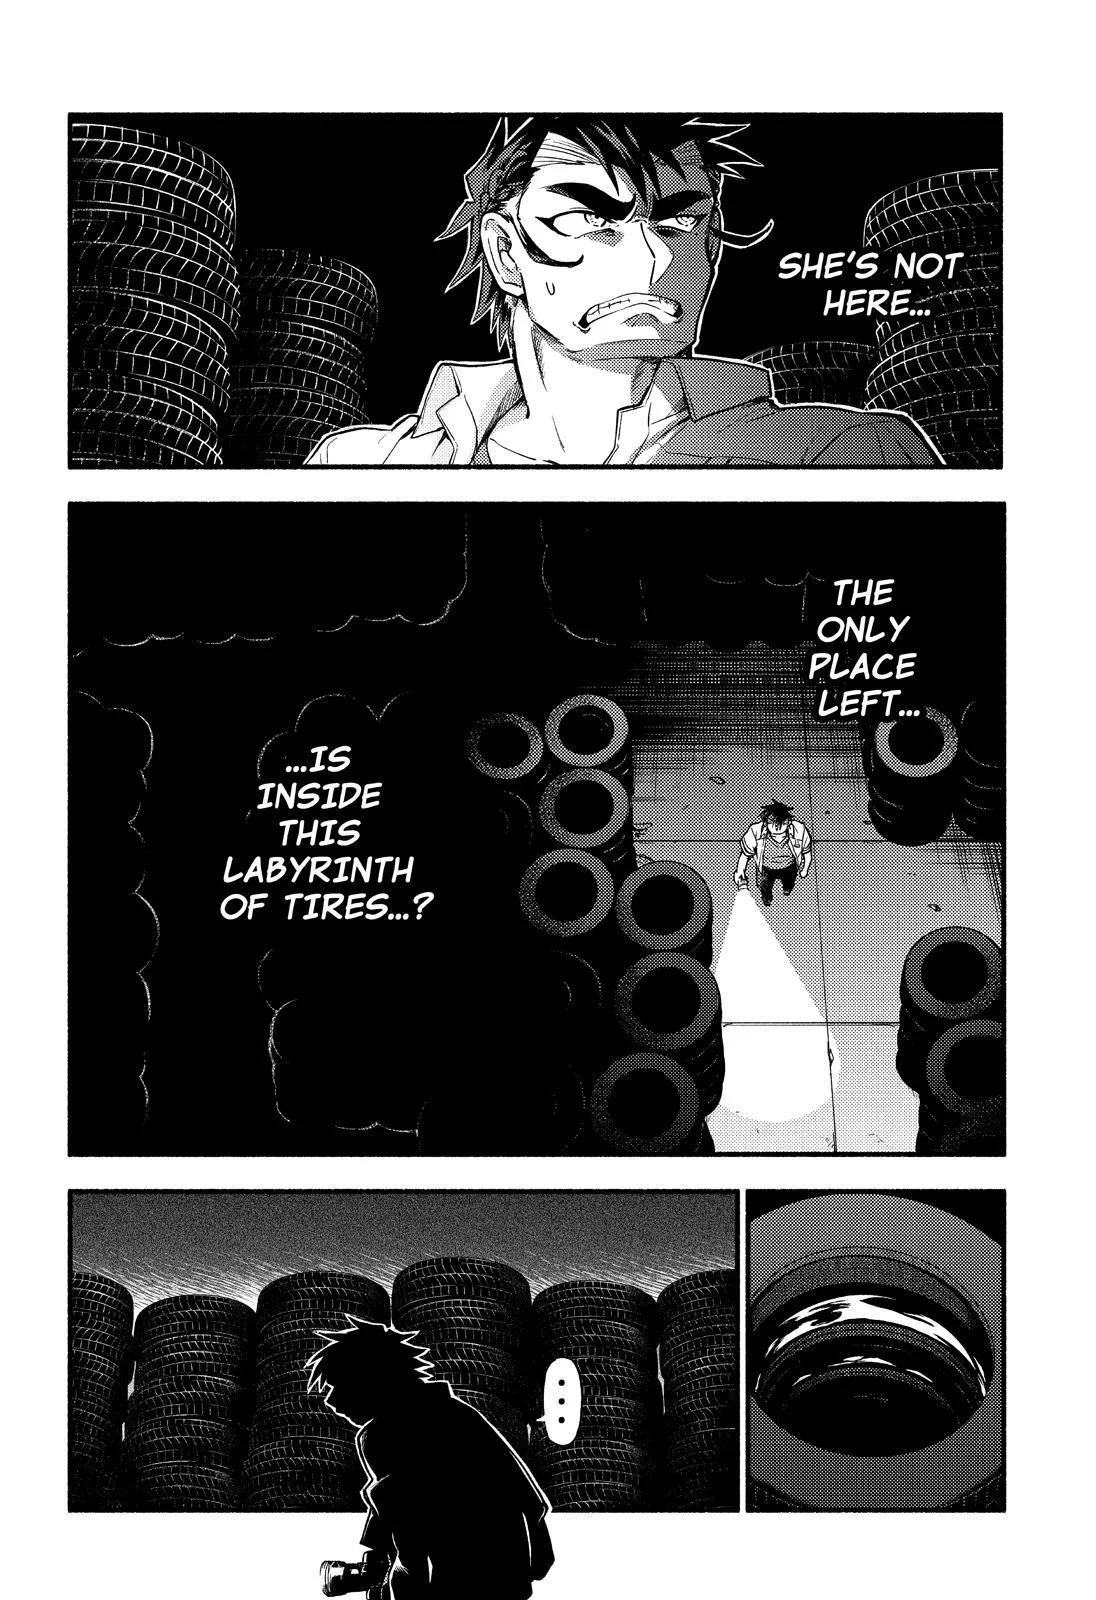 SHE'S NOT
HERE...
THE
ONLY
PLACE
LEFT...
...IS
INSIDE
THIS
LABYRINTH
OF TIRES...?
...